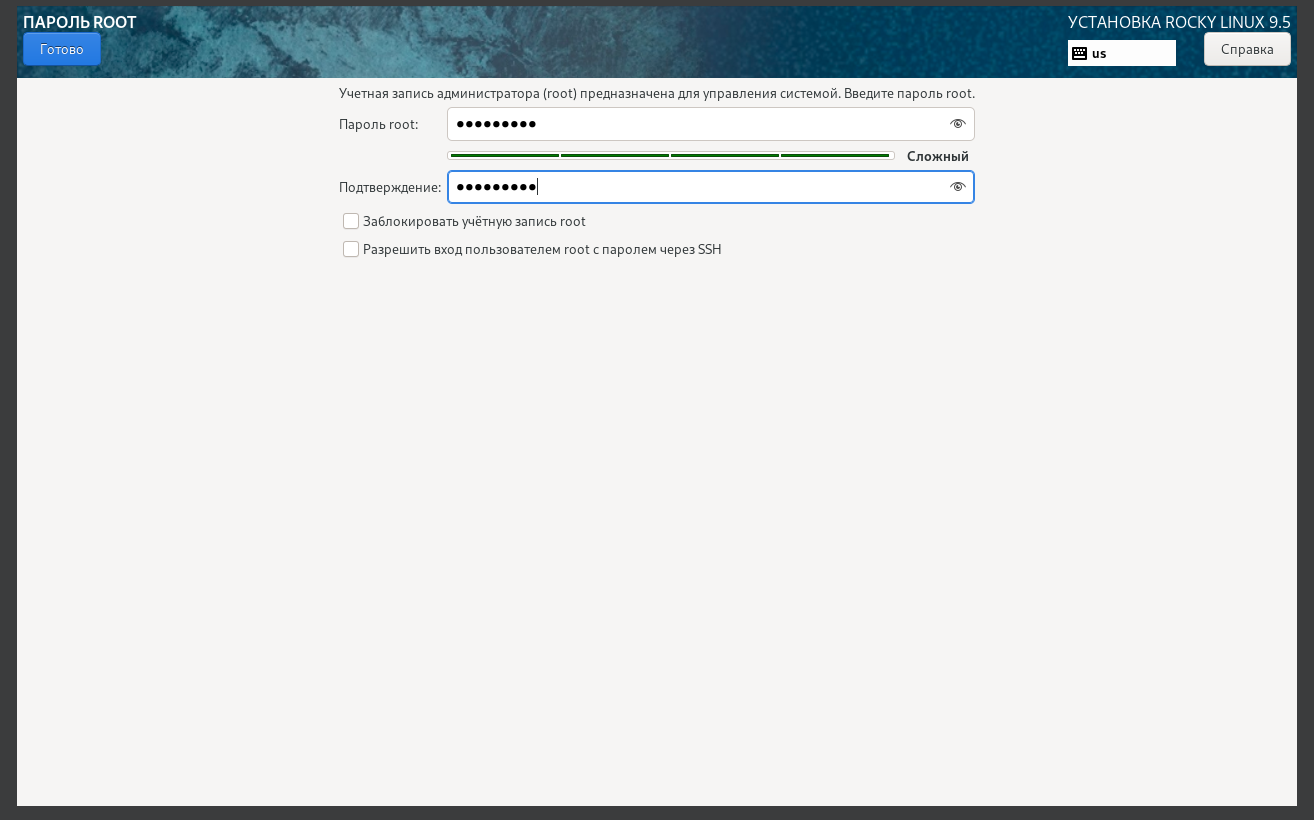 ПАРОЛЬ ROOT
УСТАНОВКА ROCKY LINUX 9.5
Готово
us
Справка
Учетная запись администратора (root) предназначена для управления системой. Введите пароль root.
Пароль root: ●●●●●●●●●
Сложный
Подтверждение: ●●●●●●●●●
Заблокировать учётную запись root
Разрешить вход пользователем root с паролем через SSH